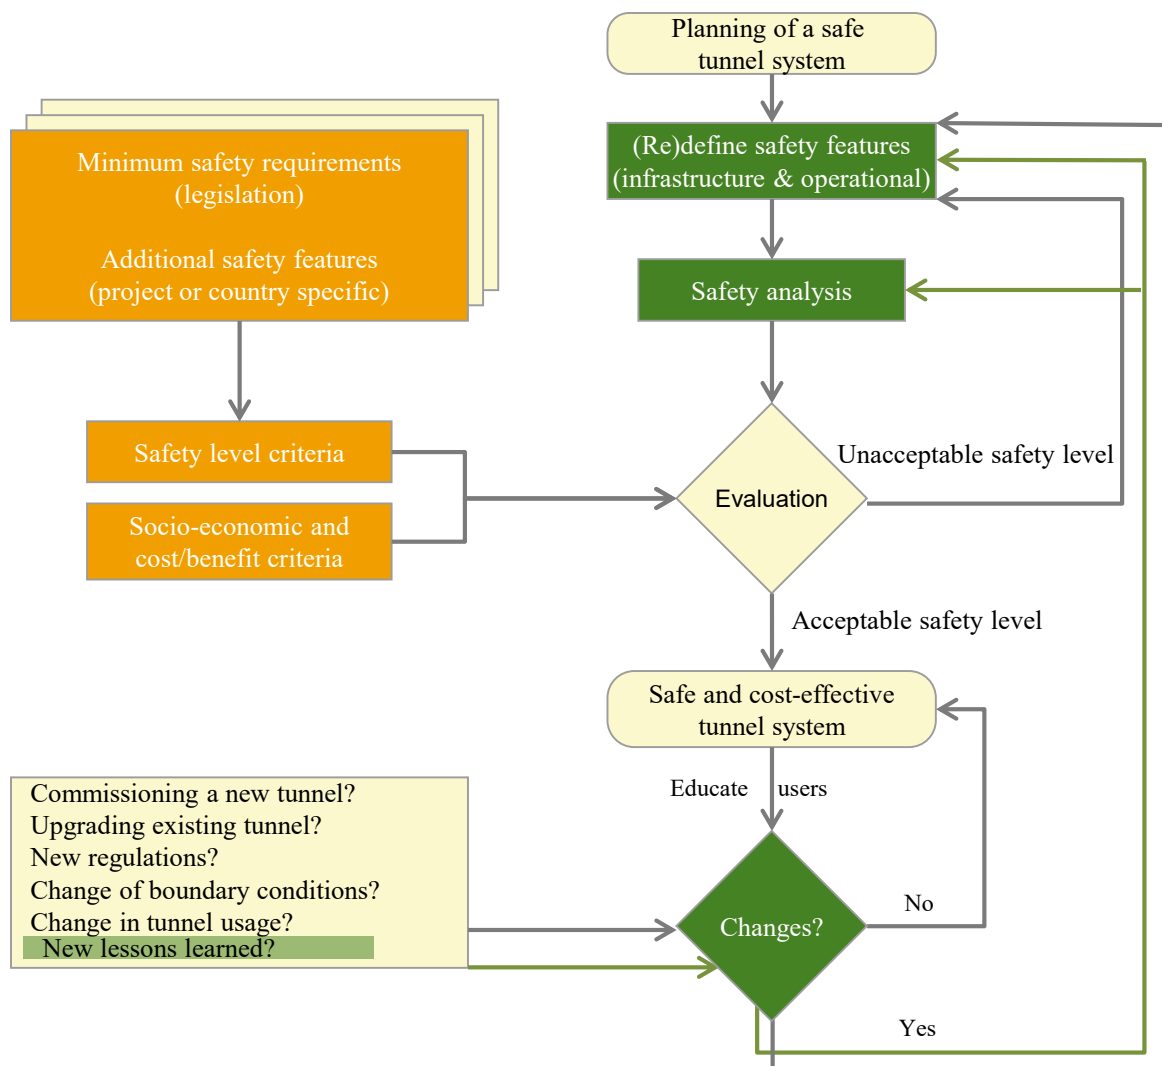 Planning of a safe
tunnel system
Minimum safety requirements
(legislation)
Additional safety features
(project or country specific)
(Re)define safety features
(infrastructure & operational)
Safety analysis
Safety level criteria
Socio-economic and
cost/benefit criteria
Evaluation
Unacceptable safety level
Acceptable safety level
Safe and cost-effective
tunnel system
Educate users
Commissioning a new tunnel?
Upgrading existing tunnel?
New regulations?
Change of boundary conditions?
Change in tunnel usage?
New lessons learned?
Changes?
No
Yes